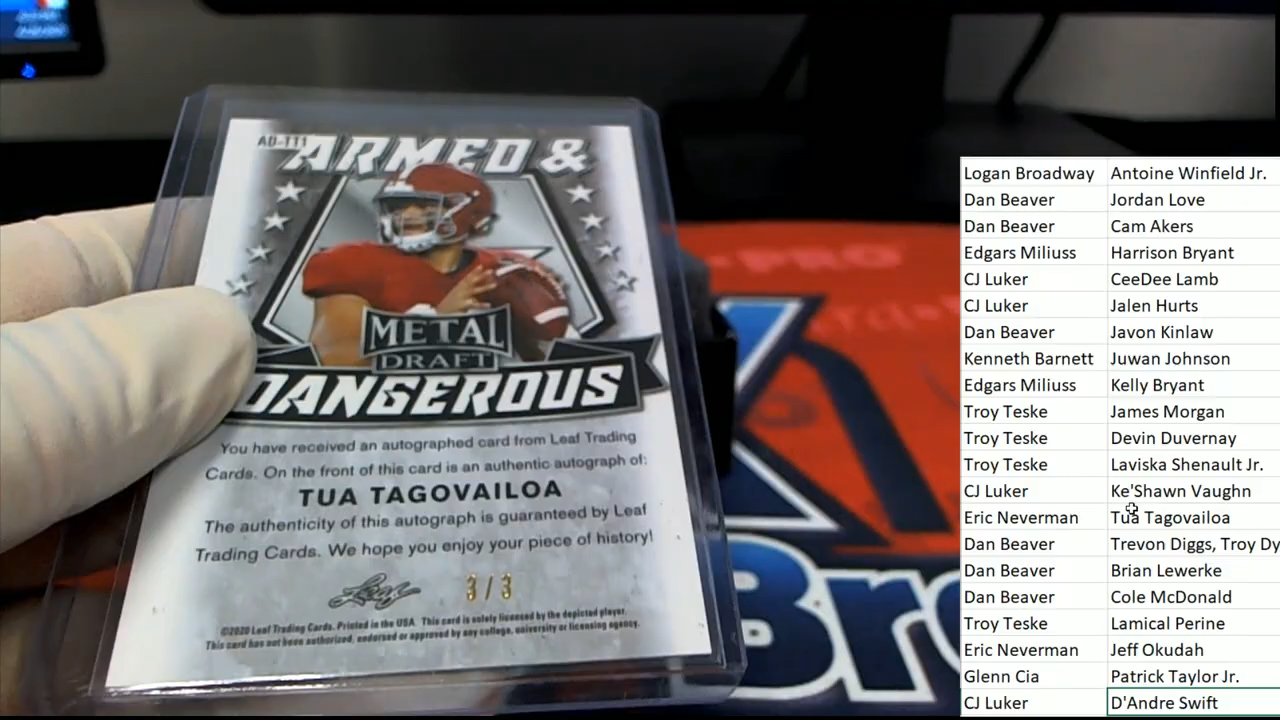 AD-TT1
ARMED &
METAL
DRAFT
DANGEROUS
You have received an autographed card from Leaf Trading
Cards. On the front of this card is an authentic autograph of:
TUA TAGOVAILOA
The authenticity of this autograph is guaranteed by Leaf
Trading Cards. We hope you enjoy your piece of history!
Leaf
3/3
©2020 Leaf Trading Cards. Printed in the USA. This card is solely licensed by the depicted player.
This card has not been authorized, endorsed or approved by any college, university or licensing agency.
Br
Logan Broadway Antoine Winfield Jr.
Dan Beaver Jordan Love
Dan Beaver Cam Akers
Edgars Miliuss Harrison Bryant
CJ Luker CeeDee Lamb
CJ Luker Jalen Hurts
Dan Beaver Javon Kinlaw
Kenneth Barnett Juwan Johnson
Edgars Miliuss Kelly Bryant
Troy Teske James Morgan
Troy Teske Devin Duvernay
Troy Teske Laviska Shenault Jr.
CJ Luker Ke'Shawn Vaughn
Eric Neverman Tua Tagovailoa
Dan Beaver Trevon Diggs, Troy Dy
Dan Beaver Brian Lewerke
Dan Beaver Cole McDonald
Troy Teske Lamical Perine
Eric Neverman Jeff Okudah
Glenn Cia Patrick Taylor Jr.
CJ Luker D'Andre Swift